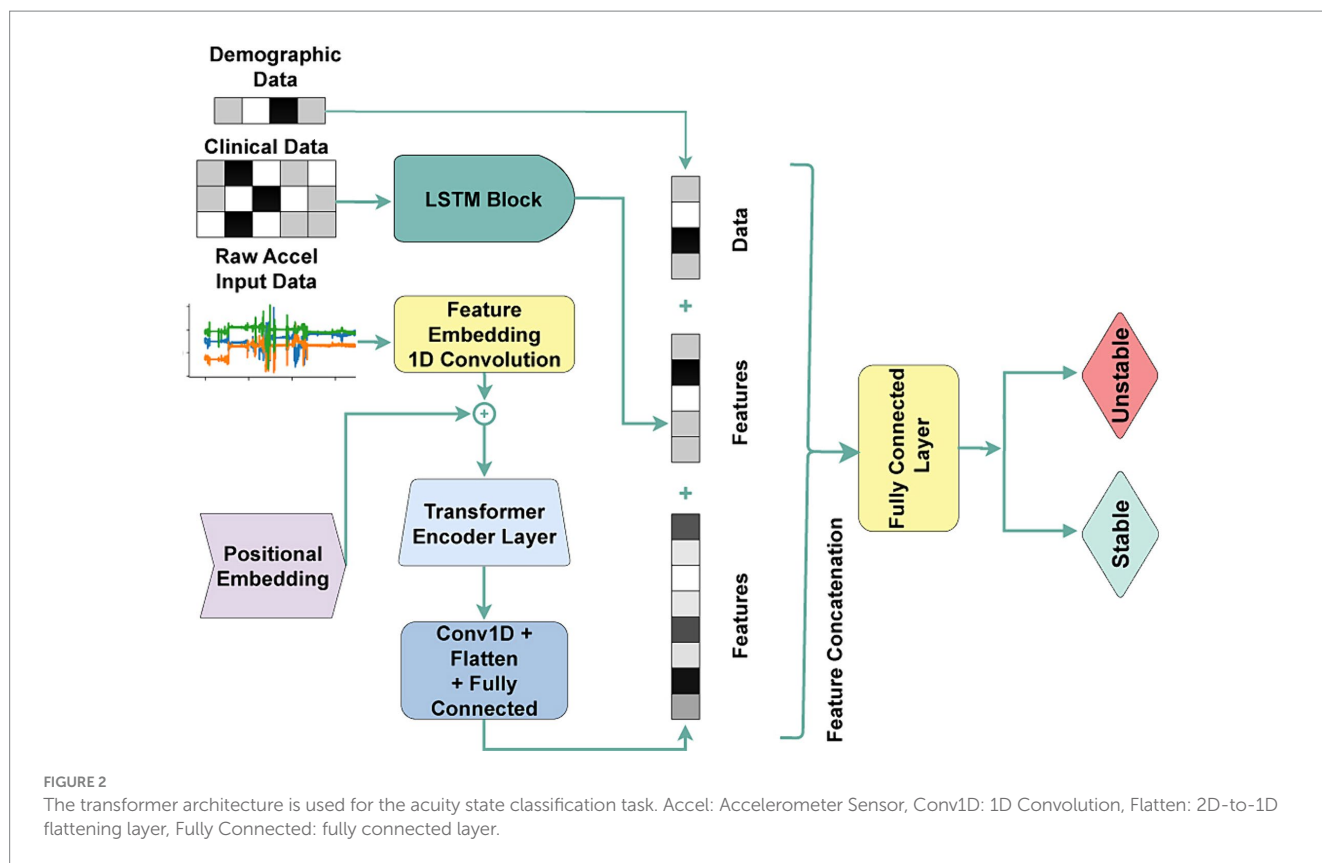 Demographic
Data
Clinical Data
LSTM Block
Raw Accel
Input Data
Feature
Embedding
1D Convolution
+
Positional
Embedding
Transformer
Encoder Layer
Conv1D +
Flatten
+ Fully
Connected
Data
+
Features
+
Features
Feature Concatenation
Fully Connected
Layer
Unstable
Stable
FIGURE 2
The transformer architecture is used for the acuity state classification task. Accel: Accelerometer Sensor, Conv1D: 1D Convolution, Flatten: 2D-to-1D
flattening layer, Fully Connected: fully connected layer.